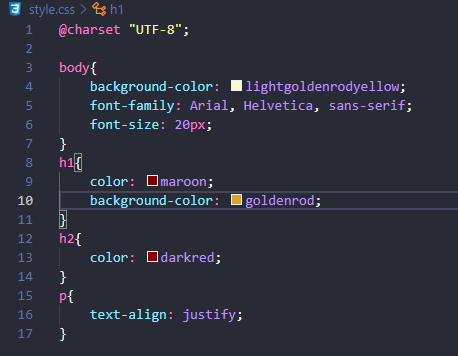 style.css > h1
1 @charset "UTF-8";
2
3 body{
4 background-color: lightgoldenrodyellow;
5 font-family: Arial, Helvetica, sans-serif;
6 font-size: 20px;
7 }
8 h1{
9 color: maroon;
10 background-color: goldenrod;
11 }
12 h2{
13 color: darkred;
14 }
15 p{
16 text-align: justify;
17 }